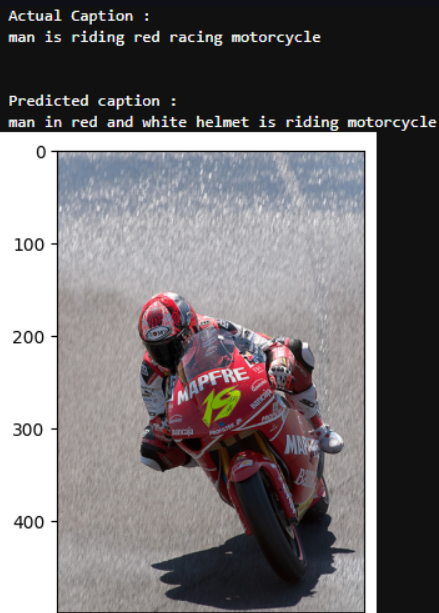 Actual Caption :
man is riding red racing motorcycle
Predicted caption :
man in red and white helmet is riding motorcycle
0
100
200
300
400
MAPFRE
19